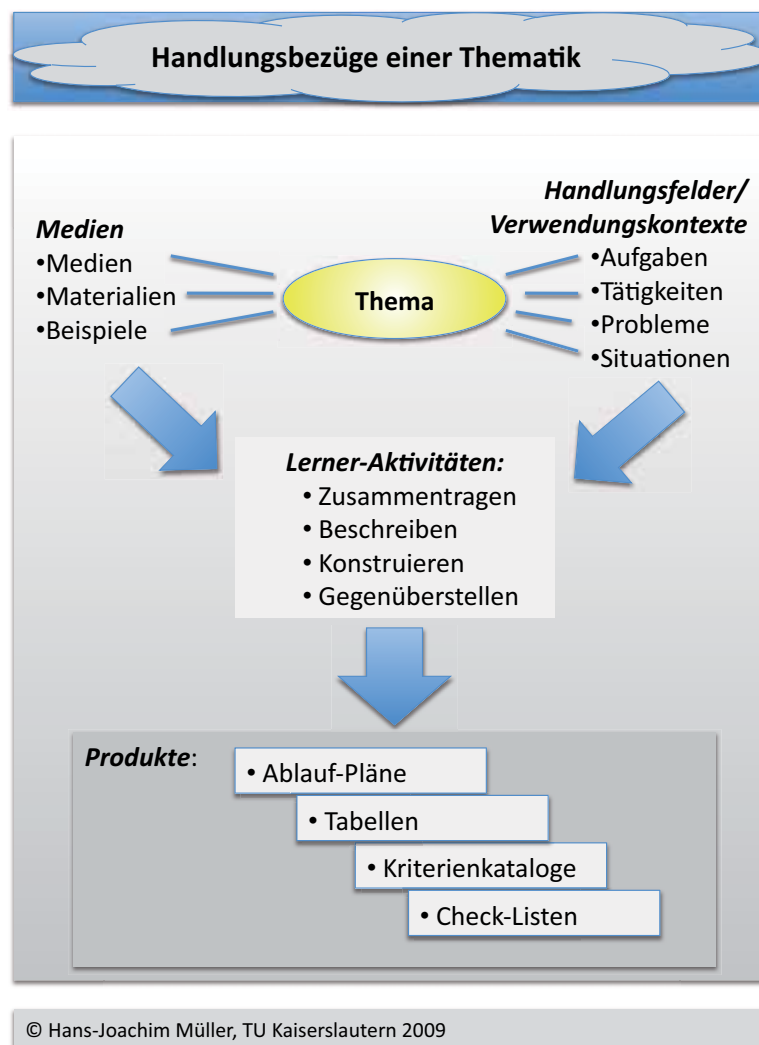 Handlungsbezüge einer Thematik
Medien
•Medien
•Materialien
•Beispiele
Thema
Handlungsfelder/
Verwendungskontexte
•Aufgaben
•Tätigkeiten
•Probleme
•Situationen
Lerner-Aktivitäten:
• Zusammentragen
• Beschreiben
• Konstruieren
• Gegenüberstellen
Produkte:
• Ablauf-Pläne
• Tabellen
• Kriterienkataloge
• Check-Listen
© Hans-Joachim Müller, TU Kaiserslautern 2009